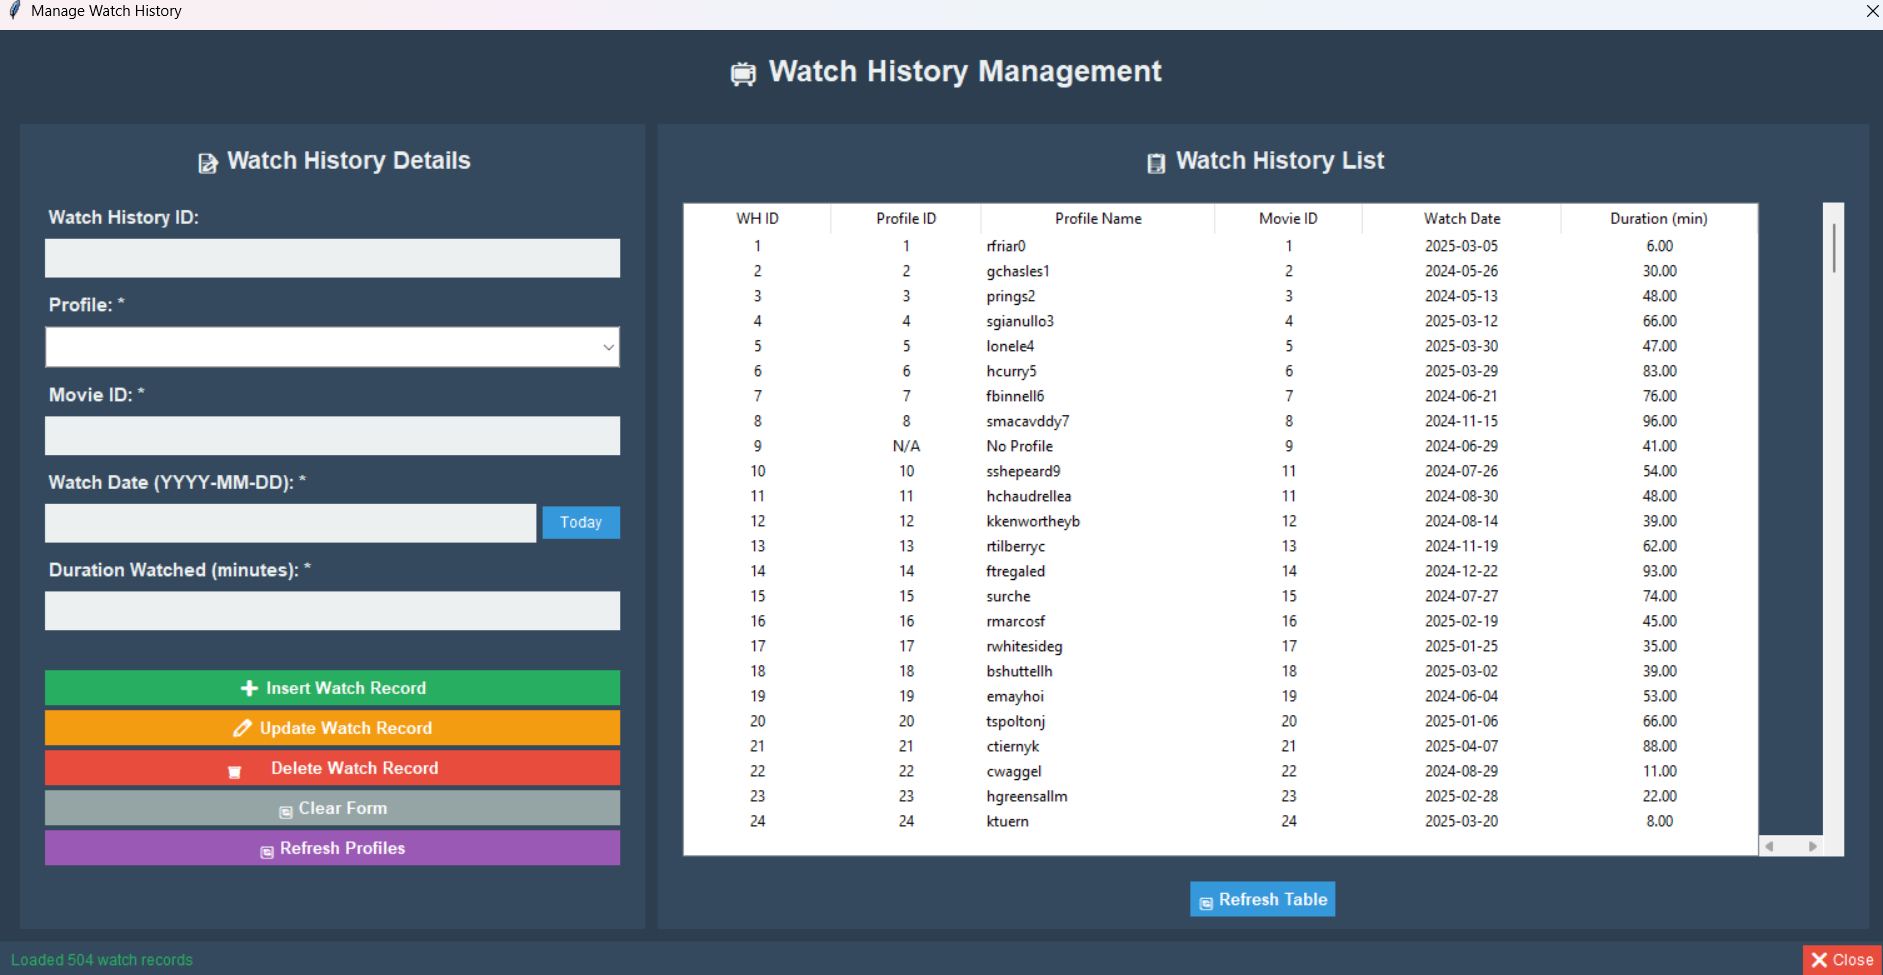 Manage Watch History
Watch History Management
Watch History Details
Watch History ID:
Profile: *
Movie ID: *
Watch Date (YYYY-MM-DD): *
Today
Duration Watched (minutes): *
Insert Watch Record
Update Watch Record
Delete Watch Record
Clear Form
Refresh Profiles
Watch History List
WH ID Profile ID Profile Name Movie ID Watch Date Duration (min)
1 1 rfriar0 1 2025-03-05 6.00
2 2 gchasles1 2 2024-05-26 30.00
3 3 prings2 3 2024-05-13 48.00
4 4 sgianullo3 4 2025-03-12 66.00
5 5 lonele4 5 2025-03-30 47.00
6 6 hcurry5 6 2025-03-29 83.00
7 7 fbinnell6 7 2024-06-21 76.00
8 8 smacavddy7 8 2024-11-15 96.00
9 N/A No Profile 9 2024-06-29 41.00
10 10 sshepeard9 11 2024-07-26 54.00
11 11 hchaudrellea 11 2024-08-30 48.00
12 12 kkenwortheyb 12 2024-08-14 39.00
13 13 rtilberryc 13 2024-11-19 62.00
14 14 ftregaled 14 2024-12-22 93.00
15 15 surche 15 2024-07-27 74.00
16 16 rmarcosf 16 2025-02-19 45.00
17 17 rwhitesideg 17 2025-01-25 35.00
18 18 bshuttellh 18 2025-03-02 39.00
19 19 emayhoi 19 2024-06-04 53.00
20 20 tspoltonj 20 2025-01-06 66.00
21 21 ctiernyk 21 2025-04-07 88.00
22 22 cwaggel 22 2024-08-29 11.00
23 23 hgreensallm 23 2025-02-28 22.00
24 24 ktuern 24 2025-03-20 8.00
Refresh Table
Loaded 504 watch records
Close